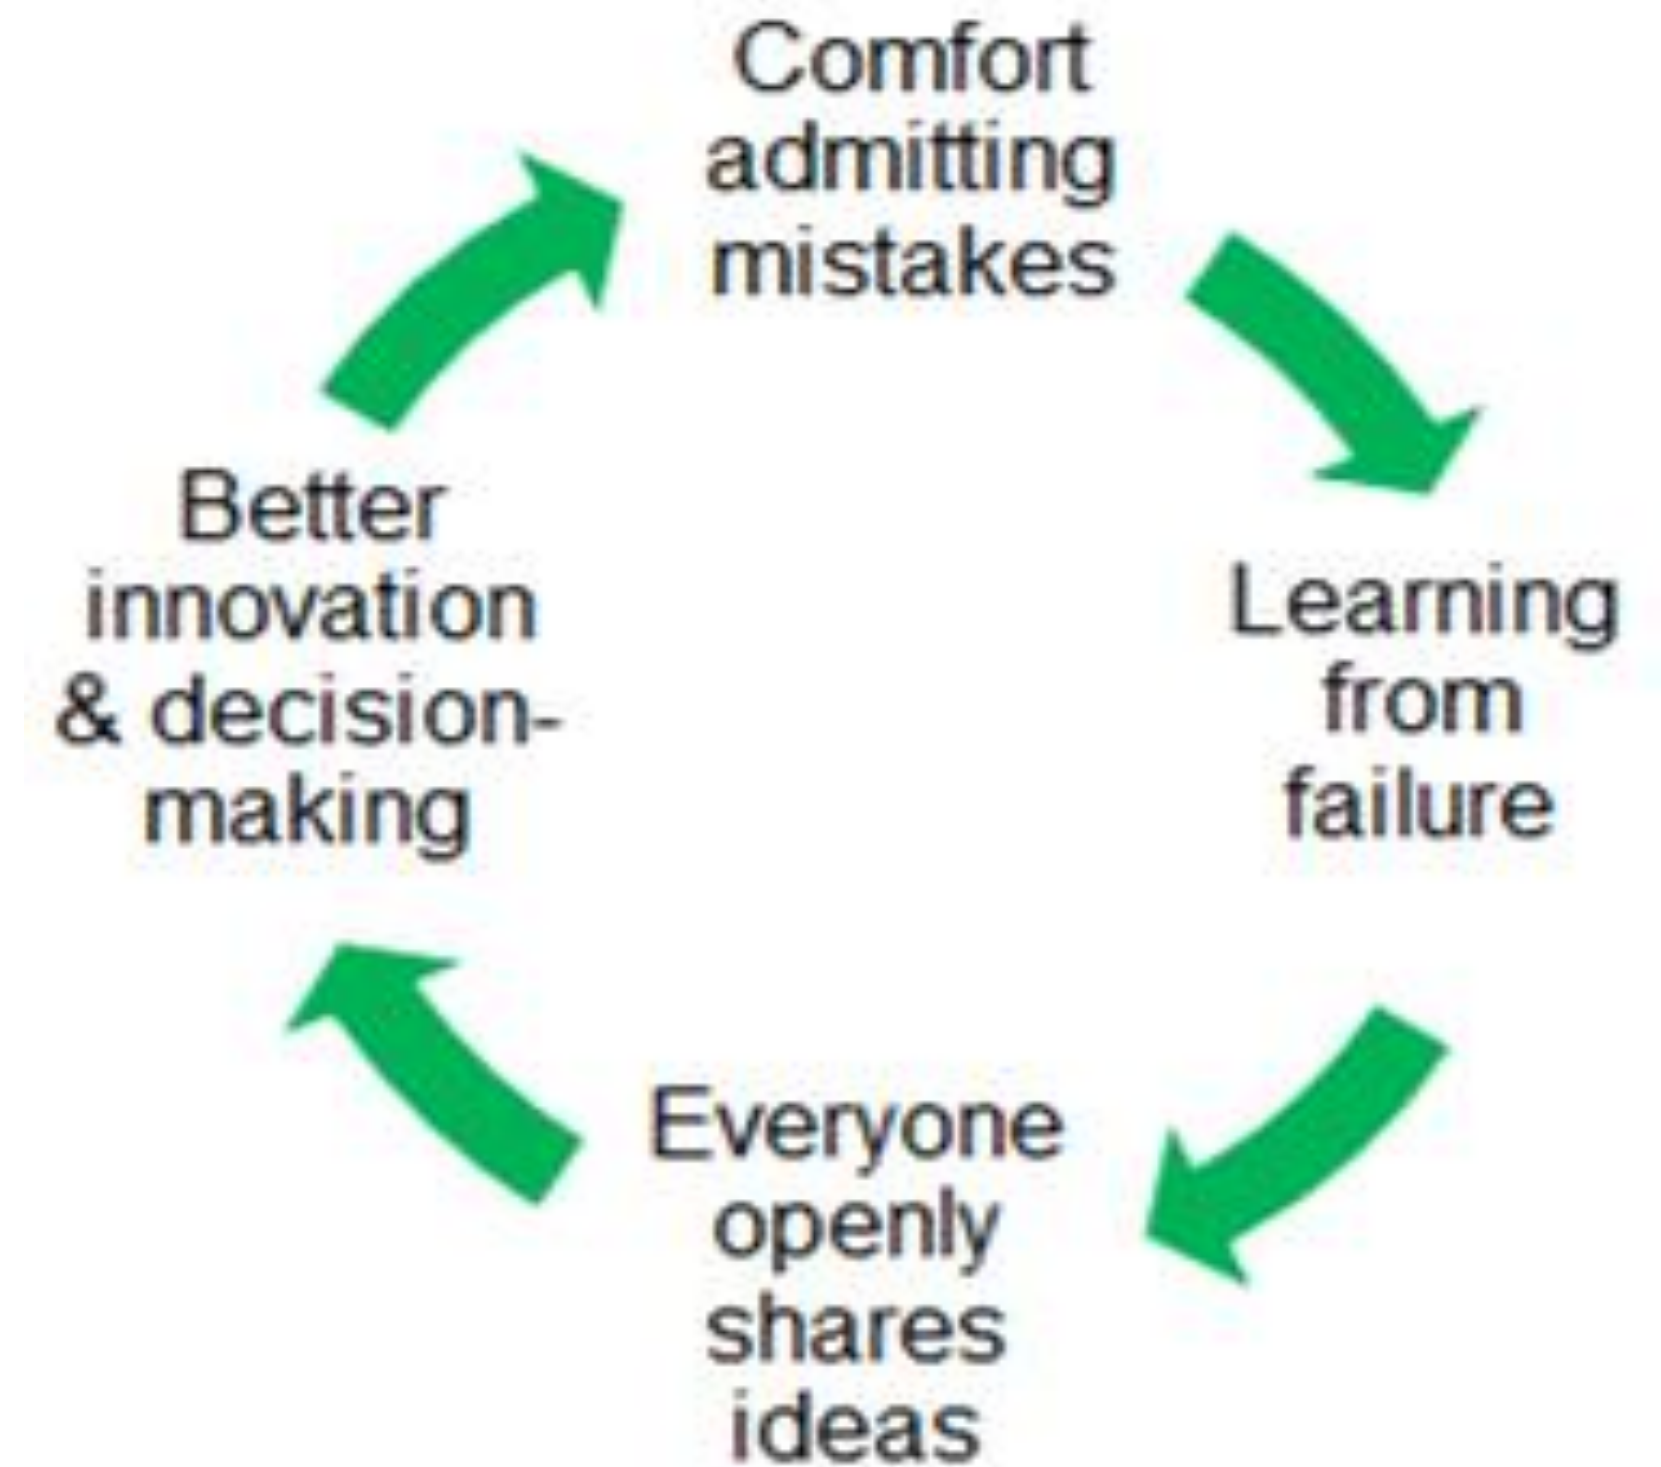 Comfort
admitting
mistakes
Learning
from
failure
Everyone
openly
shares
ideas
Better
innovation
& decision-
making